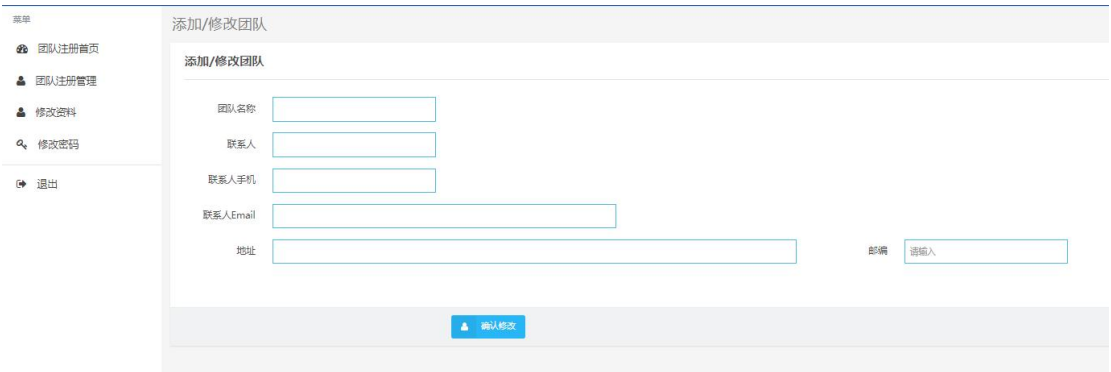 菜单
团队注册首页
团队注册管理
修改资料
修改密码
退出
添加/修改团队
添加/修改团队
团队名称
联系人
联系人手机
联系人Email
地址
邮编 请输入
确认修改